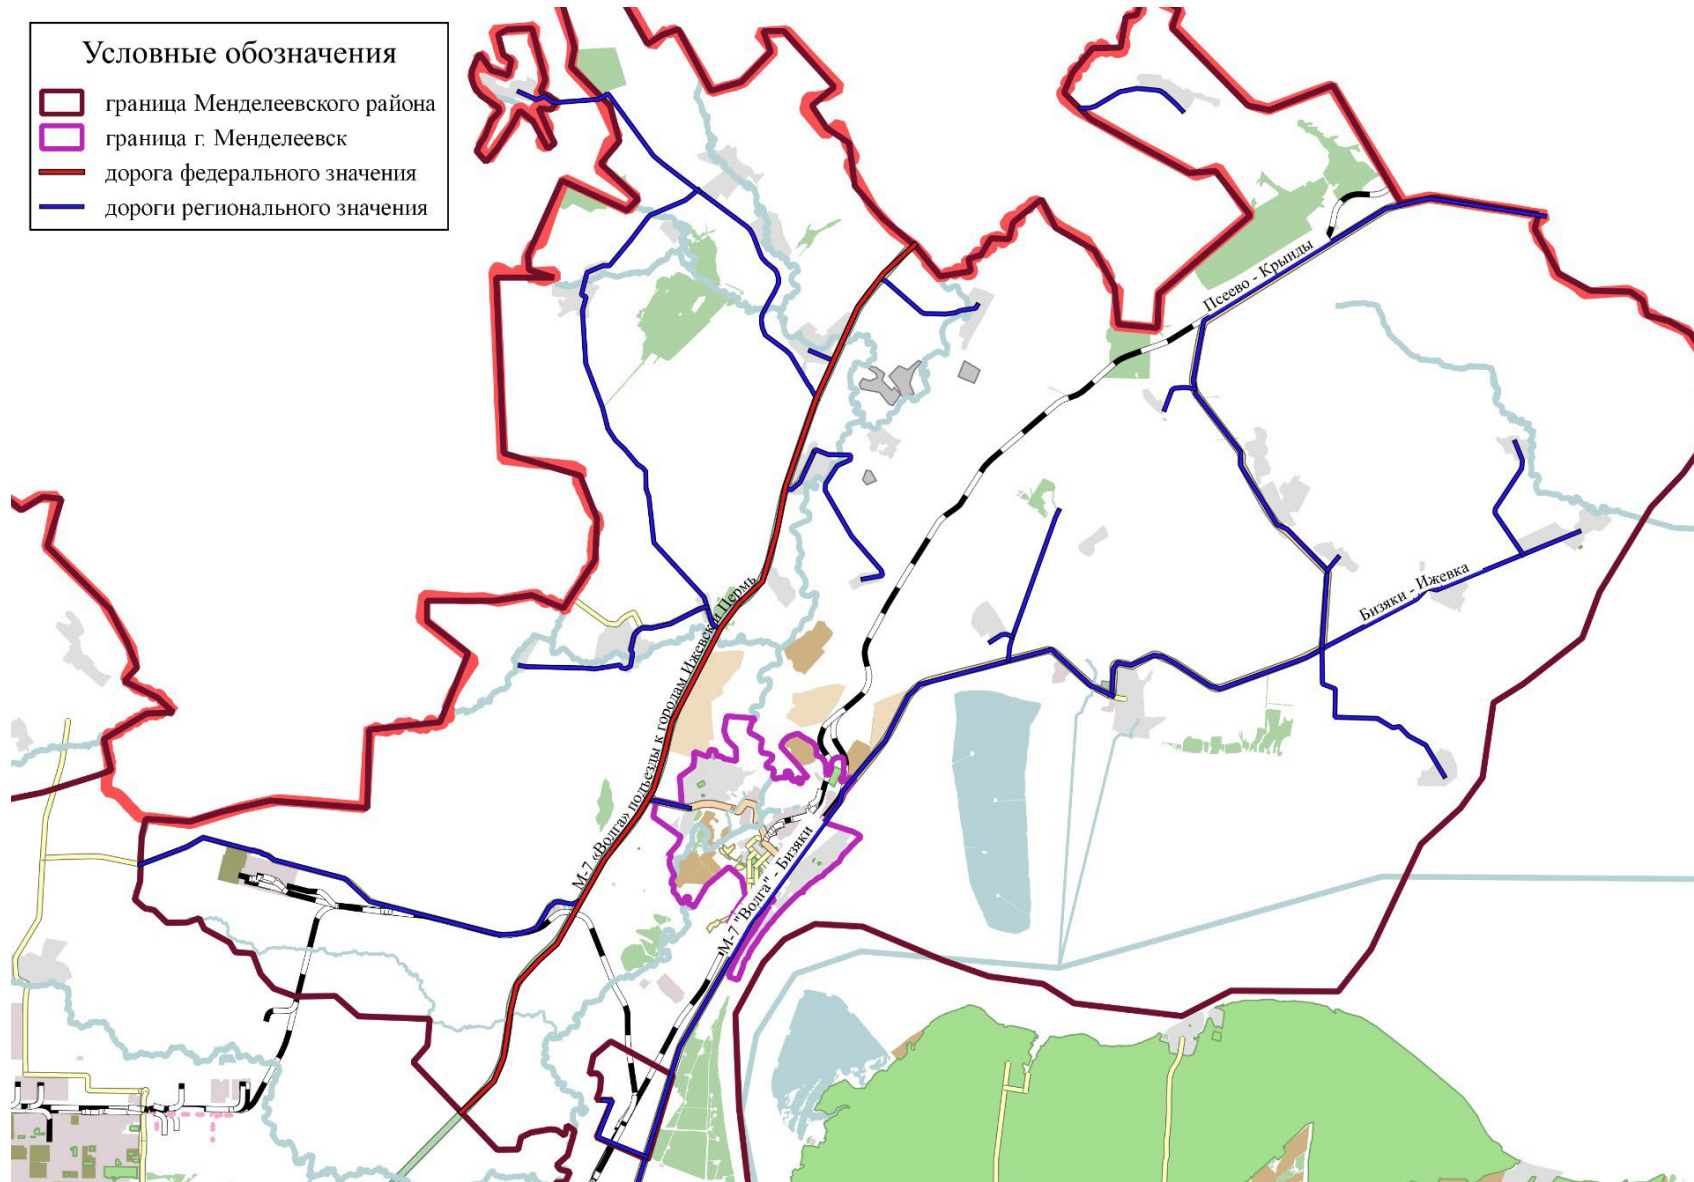 Условные обозначения
граница Менделеевского района
граница г. Менделеевск
дорога федерального значения
дороги регионального значения
Псеево - Крынды
Бизяки - Ижевка
М-7 «Волга» подъезды к городам Ижевск и Пермь
М-7 "Волга" - Бизяки